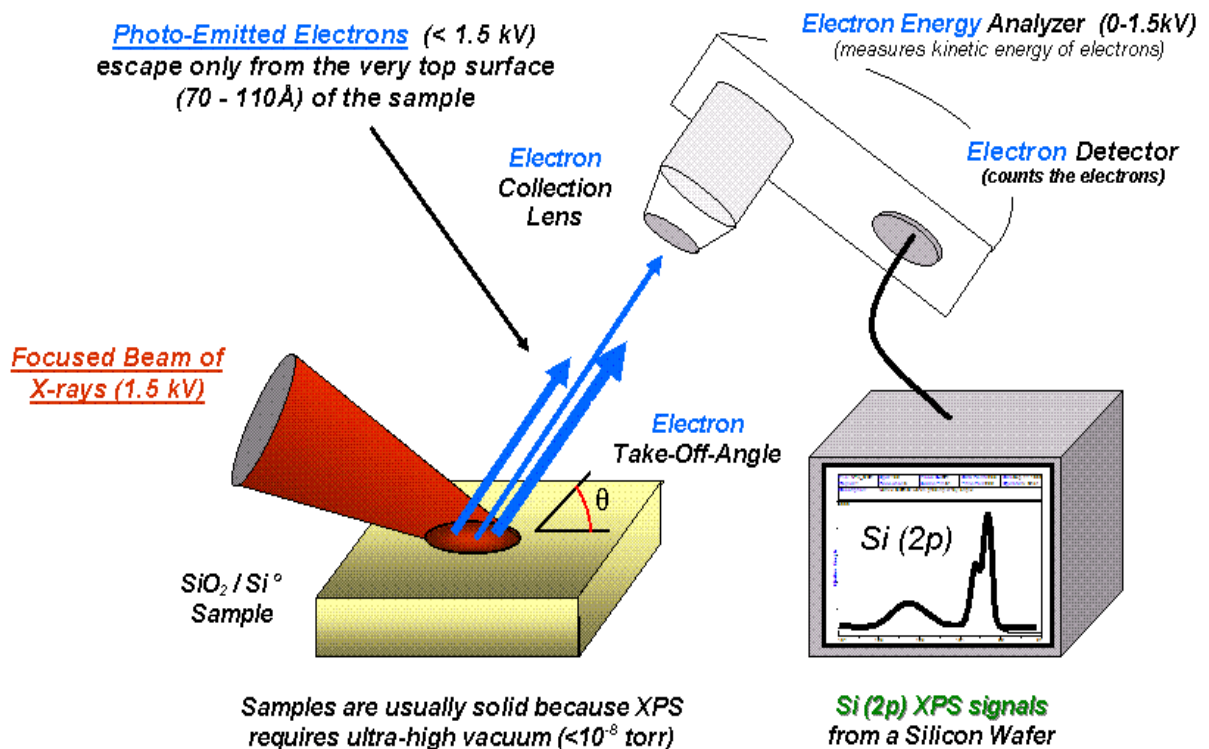 Photo-Emitted Electrons (< 1.5 kV)
escape only from the very top surface
(70 - 110Å) of the sample
Electron Energy Analyzer (0-1.5kV)
(measures kinetic energy of electrons)
Electron Detector
(counts the electrons)
Electron
Collection
Lens
Focused Beam of
X-rays (1.5 kV)
Electron
Take-Off-Angle
θ
SiO₂ / Si°
Sample
Si (2p)
Samples are usually solid because XPS
requires ultra-high vacuum (<10⁻⁸ torr)
Si (2p) XPS signals
from a Silicon Wafer